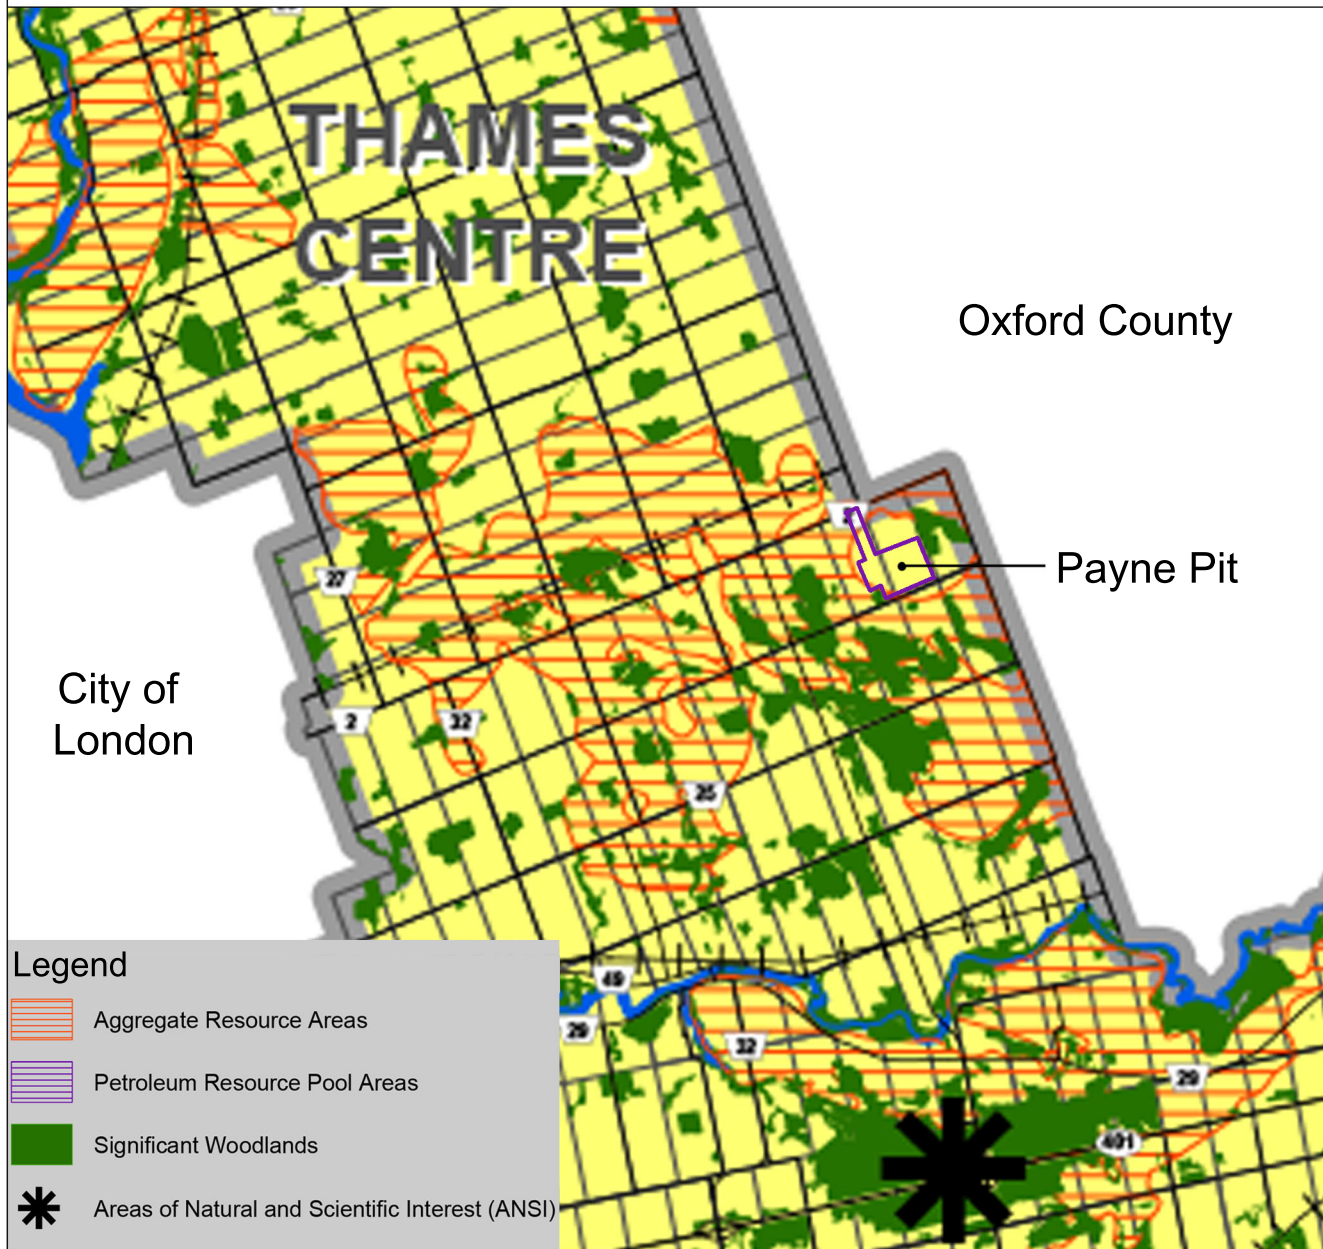 THAMES
CENTRE
Oxford County
Payne Pit
27
City of
London
2
32
25
Legend
49
Aggregate Resource Areas
29
32
29
Petroleum Resource Pool Areas
401
Significant Woodlands
Areas of Natural and Scientific Interest (ANSI)